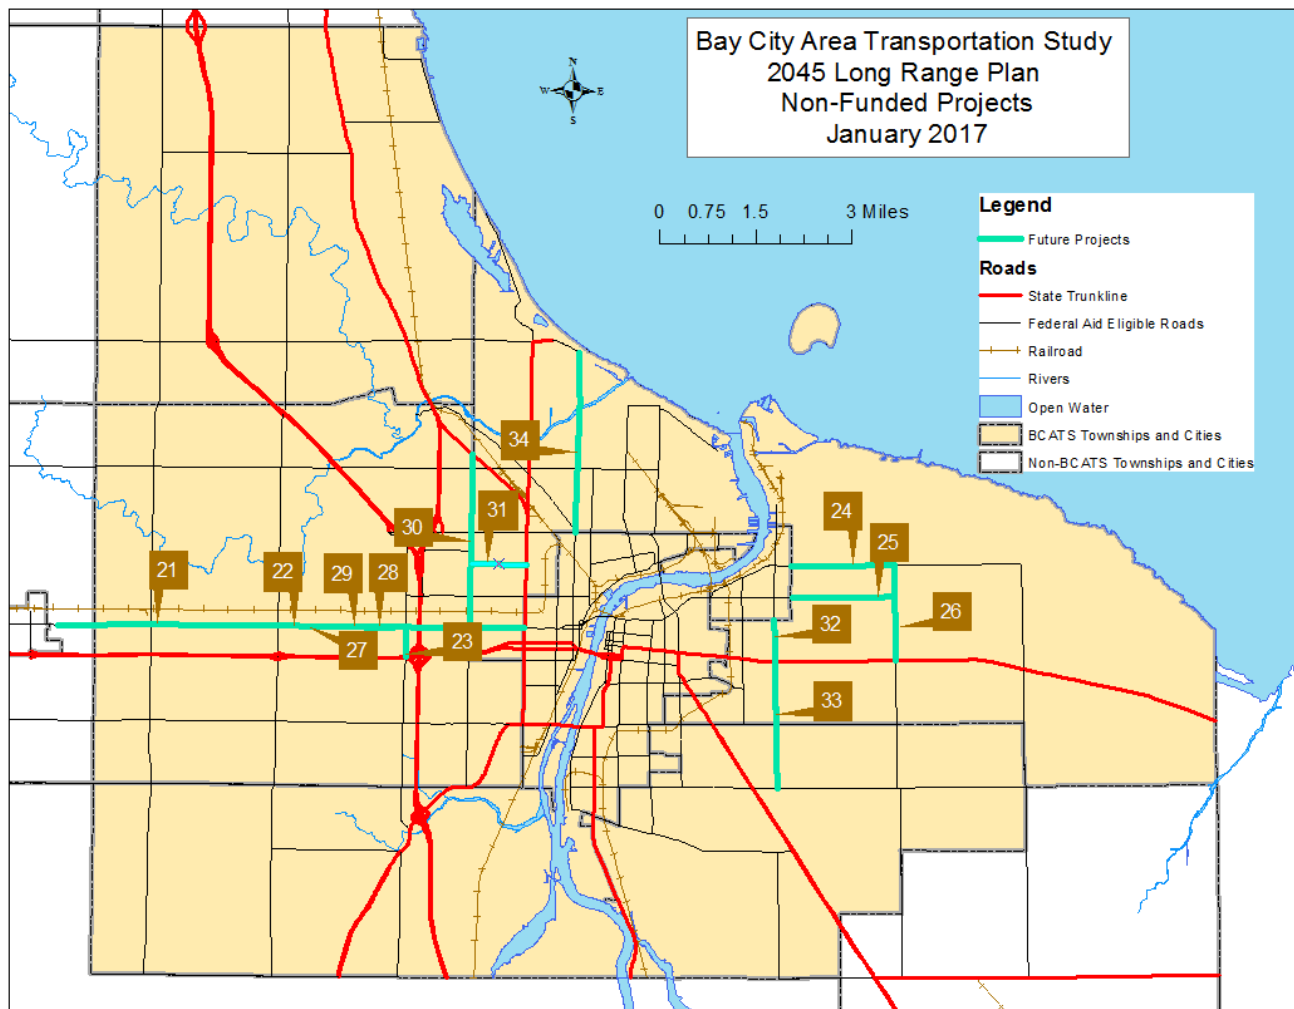 Bay City Area Transportation Study
2045 Long Range Plan
Non-Funded Projects
January 2017
N
W E
S
0 0.75 1.5 3 Miles
Legend
Future Projects
Roads
State Trunkline
Federal Aid Eligible Roads
Railroad
Rivers
Open Water
BCATS Townships and Cities
Non-BCATS Townships and Cities
34
31
30
24
25
21
22
29
28
27
23
32
26
33